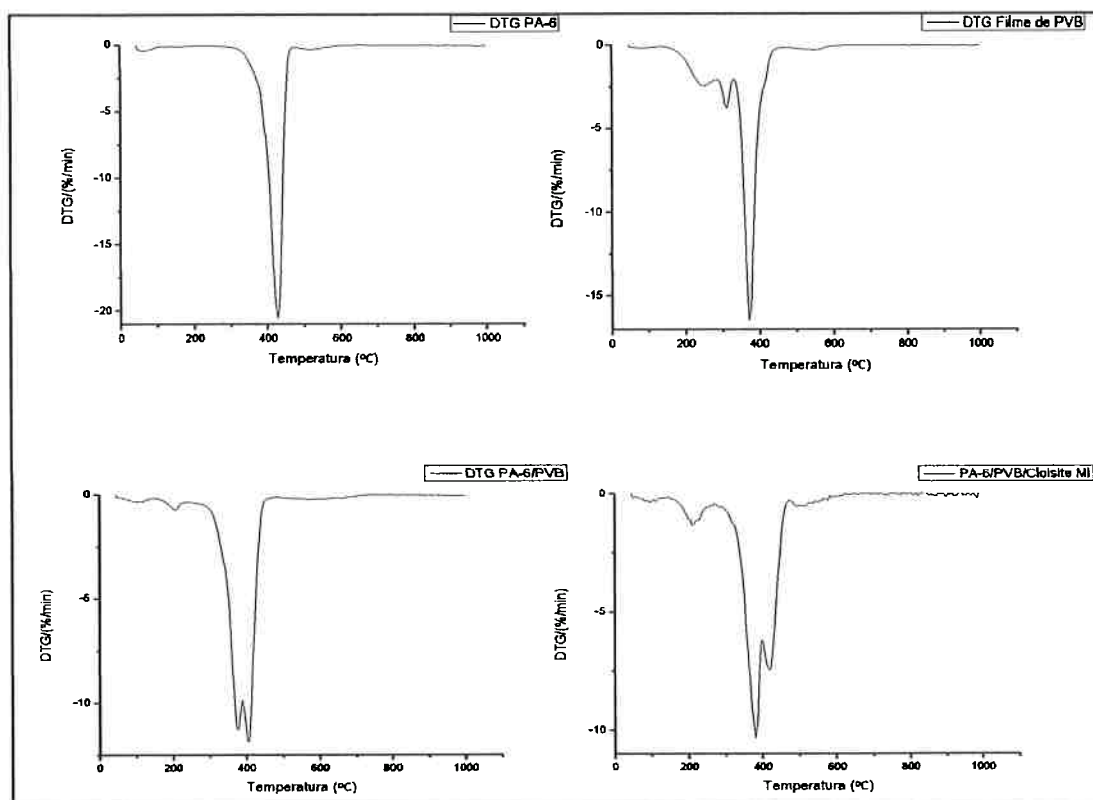 DTG PA-6
0
-5
-10
-15
-20
DTG/(%/min)
0 200 400 600 800 1000
Temperatura (ºC)
DTG Filme de PVB
0
-5
-10
-15
DTG/(%/min)
0 200 400 600 800 1000
Temperatura (ºC)
DTG PA-6/PVB
0
-5
-10
DTG/(%/min)
0 200 400 600 800 1000
Temperatura (ºC)
PA-6/PVB/Cloisite MI
0
-5
-10
DTG/(%/min)
0 200 400 600 800 1000
Temperatura (ºC)